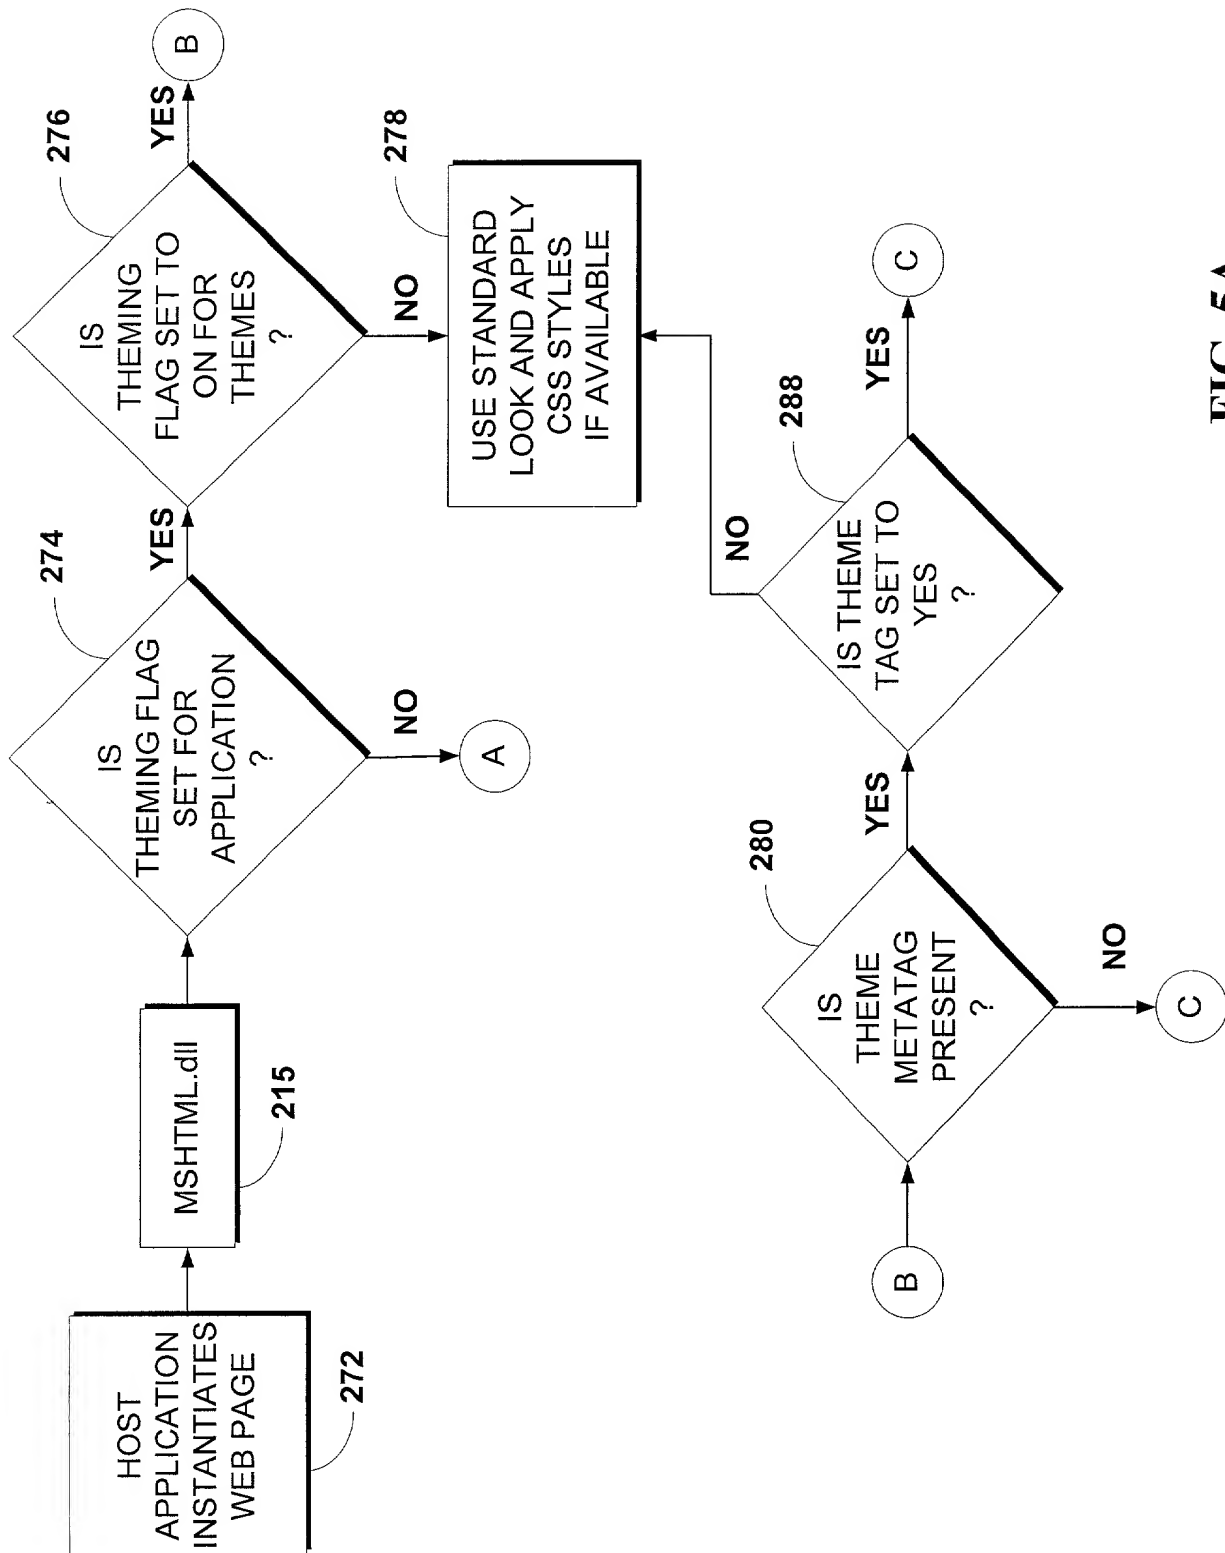 HOST
APPLICATION
INSTANTIATES
WEB PAGE
272
MSHTML.dll
215
IS
THEMING FLAG
SET FOR
APPLICATION
?
274
YES
NO
A
IS
THEMING
FLAG SET TO
ON FOR
THEMES
?
276
YES
B
NO
USE STANDARD
LOOK AND APPLY
CSS STYLES
IF AVAILABLE
278
B
IS
THEME
METATAG
PRESENT
?
280
YES
NO
C
IS THEME
TAG SET TO
YES
?
288
NO
YES
C